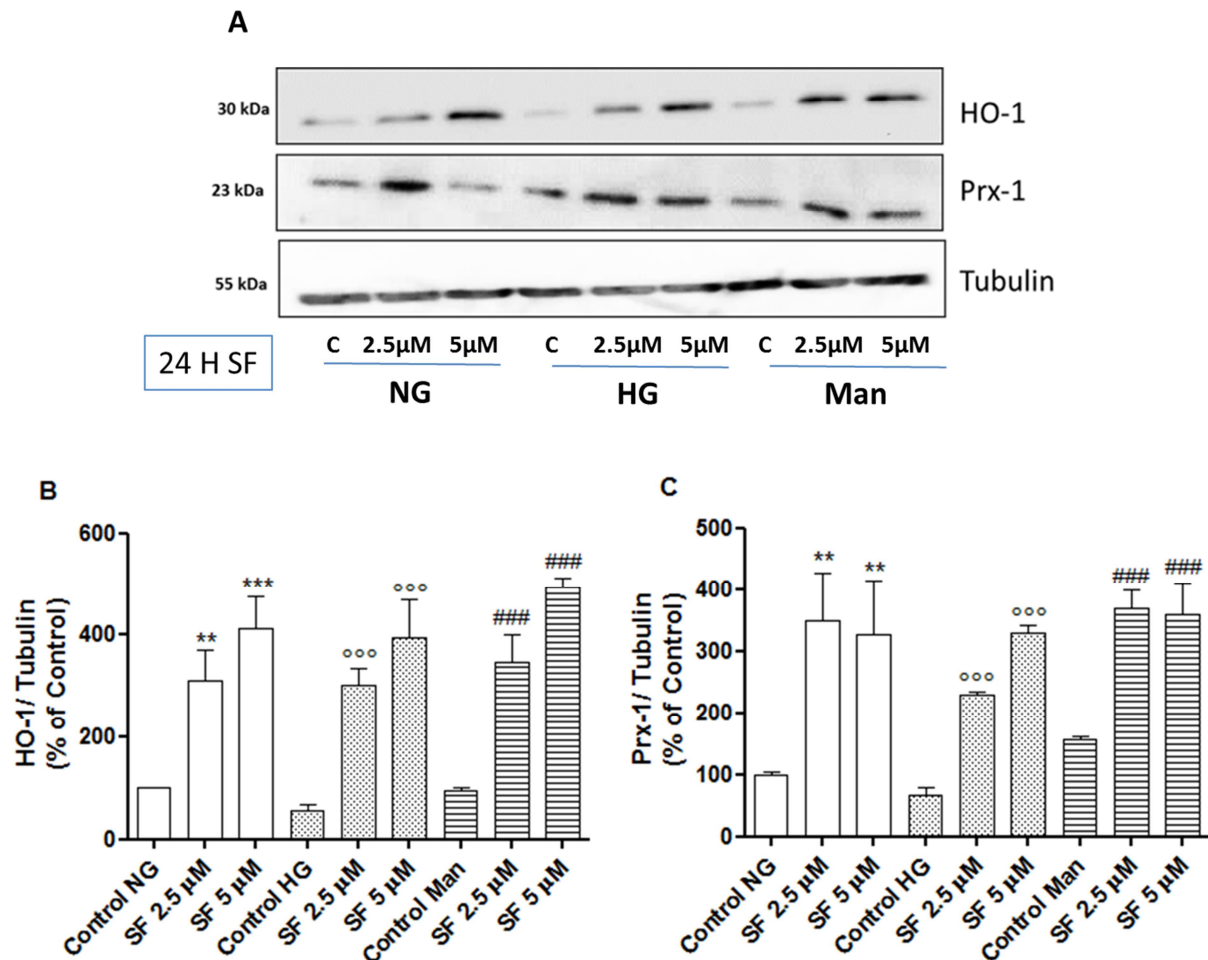 A
30 kDa
HO-1
23 kDa
Prx-1
55 kDa
Tubulin
24 H SF
C 2.5µM 5µM C 2.5µM 5µM C 2.5µM 5µM
NG HG Man
B
HO-1/ Tubulin
(% of Control)
600
400
200
0
** *** °°° °°° ### ###
Control NG
SF 2.5 µM
SF 5 µM
Control HG
SF 2.5 µM
SF 5 µM
Control Man
SF 2.5 µM
SF 5 µM
C
Prx-1/ Tubulin
(% of Control)
500
400
300
200
100
0
** ** °°° °°° ### ###
Control NG
SF 2.5 µM
SF 5 µM
Control HG
SF 2.5 µM
SF 5 µM
Control Man
SF 2.5 µM
SF 5 µM